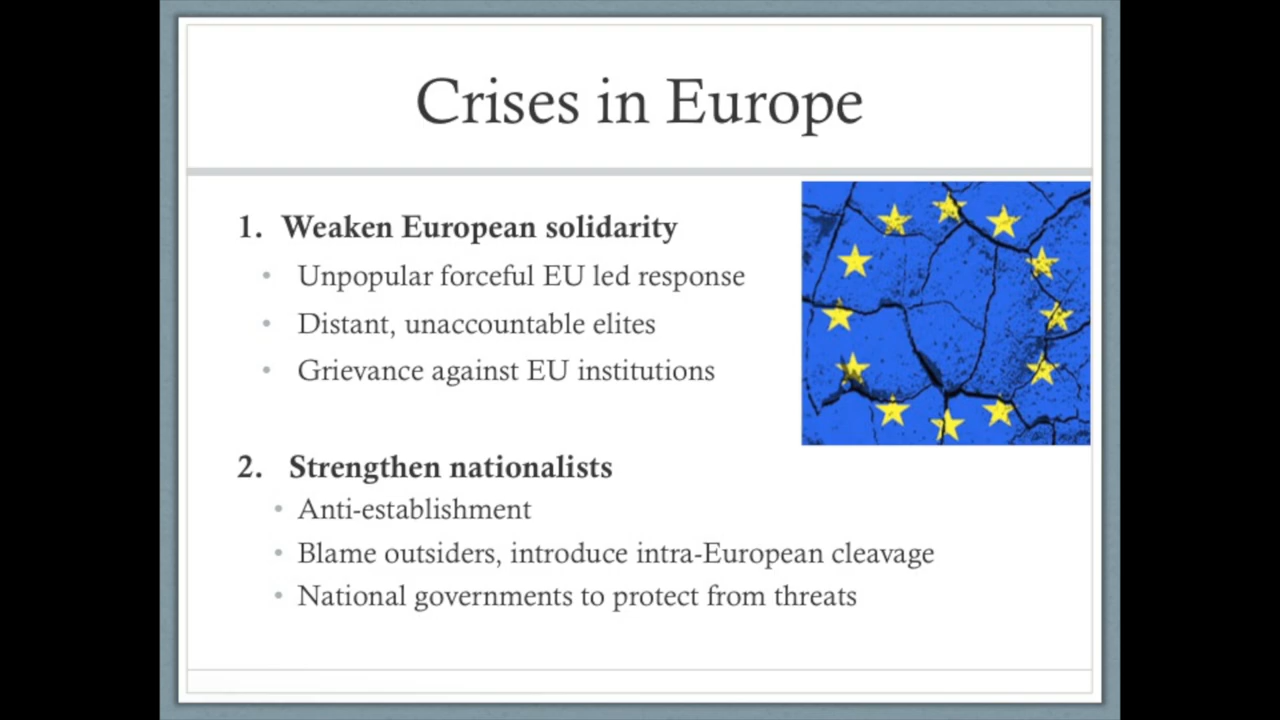 Crises in Europe
1. Weaken European solidarity
• Unpopular forceful EU led response
• Distant, unaccountable elites
• Grievance against EU institutions
2. Strengthen nationalists
• Anti-establishment
• Blame outsiders, introduce intra-European cleavage
• National governments to protect from threats